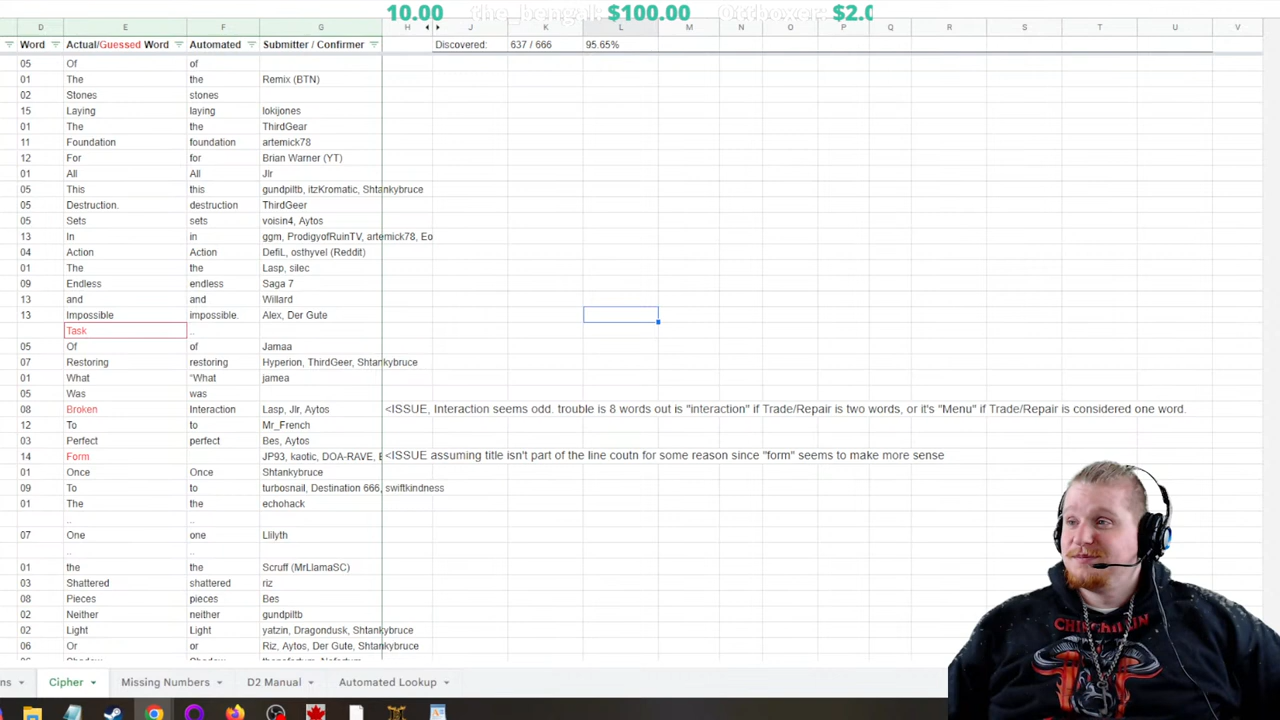 10.00 the_bengal: $100.00 Ottboxer: $2.0
D E F G H J K L M N O P Q R S T U V
Word Actual/Guessed Word Automated Submitter / Confirmer Discovered: 637 / 666 95.65%
05 Of of
01 The the Remix (BTN)
02 Stones stones
15 Laying laying lokijones
01 The the ThirdGear
11 Foundation foundation artemick78
12 For for Brian Warner (YT)
01 All All Jlr
05 This this gundpiltb, itzKromatic, Shtankybruce
05 Destruction. destruction ThirdGeer
05 Sets sets voisin4, Aytos
13 In in ggm, ProdigyofRuinTV, artemick78, Eo
04 Action Action DefiL, osthyvel (Reddit)
01 The the Lasp, silec
09 Endless endless Saga 7
13 and and Willard
13 Impossible impossible. Alex, Der Gute
Task ..
05 Of of Jamaa
07 Restoring restoring Hyperion, ThirdGeer, Shtankybruce
01 What "What jamea
05 Was was
08 Broken Interaction Lasp, Jlr, Aytos <ISSUE, Interaction seems odd. trouble is 8 words out is "interaction" if Trade/Repair is two words, or it's "Menu" if Trade/Repair is considered one word.
12 To to Mr_French
03 Perfect perfect Bes, Aytos
14 Form JP93, kaotic, DOA-RAVE, E <ISSUE assuming title isn't part of the line coutn for some reason since "form" seems to make more sense
01 Once Once Shtankybruce
09 To to turbosnail, Destination 666, swiftkindness
01 The the echohack
.. ..
07 One one Llilyth
.. ..
01 the the Scruff (MrLlamaSC)
03 Shattered shattered riz
08 Pieces pieces Bes
02 Neither neither gundpiltb
02 Light Light yatzin, Dragondusk, Shtankybruce
06 Or or Riz, Aytos, Der Gute, Shtankybruce
ns Cipher Missing Numbers D2 Manual Automated Lookup